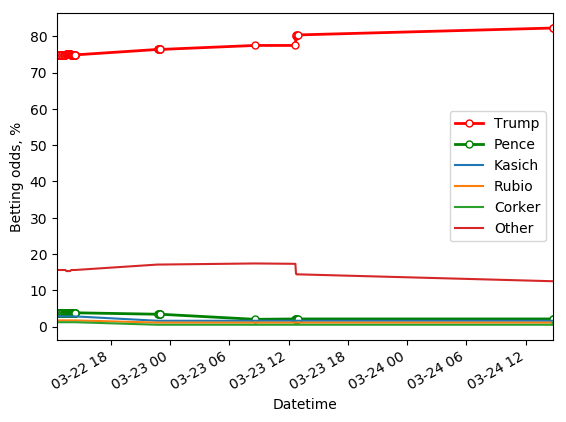 80
70
60
50
40
30
20
10
0
Betting odds, %
Trump
Pence
Kasich
Rubio
Corker
Other
03-22 18
03-23 00
03-23 06
03-23 12
03-23 18
03-24 00
03-24 06
03-24 12
Datetime